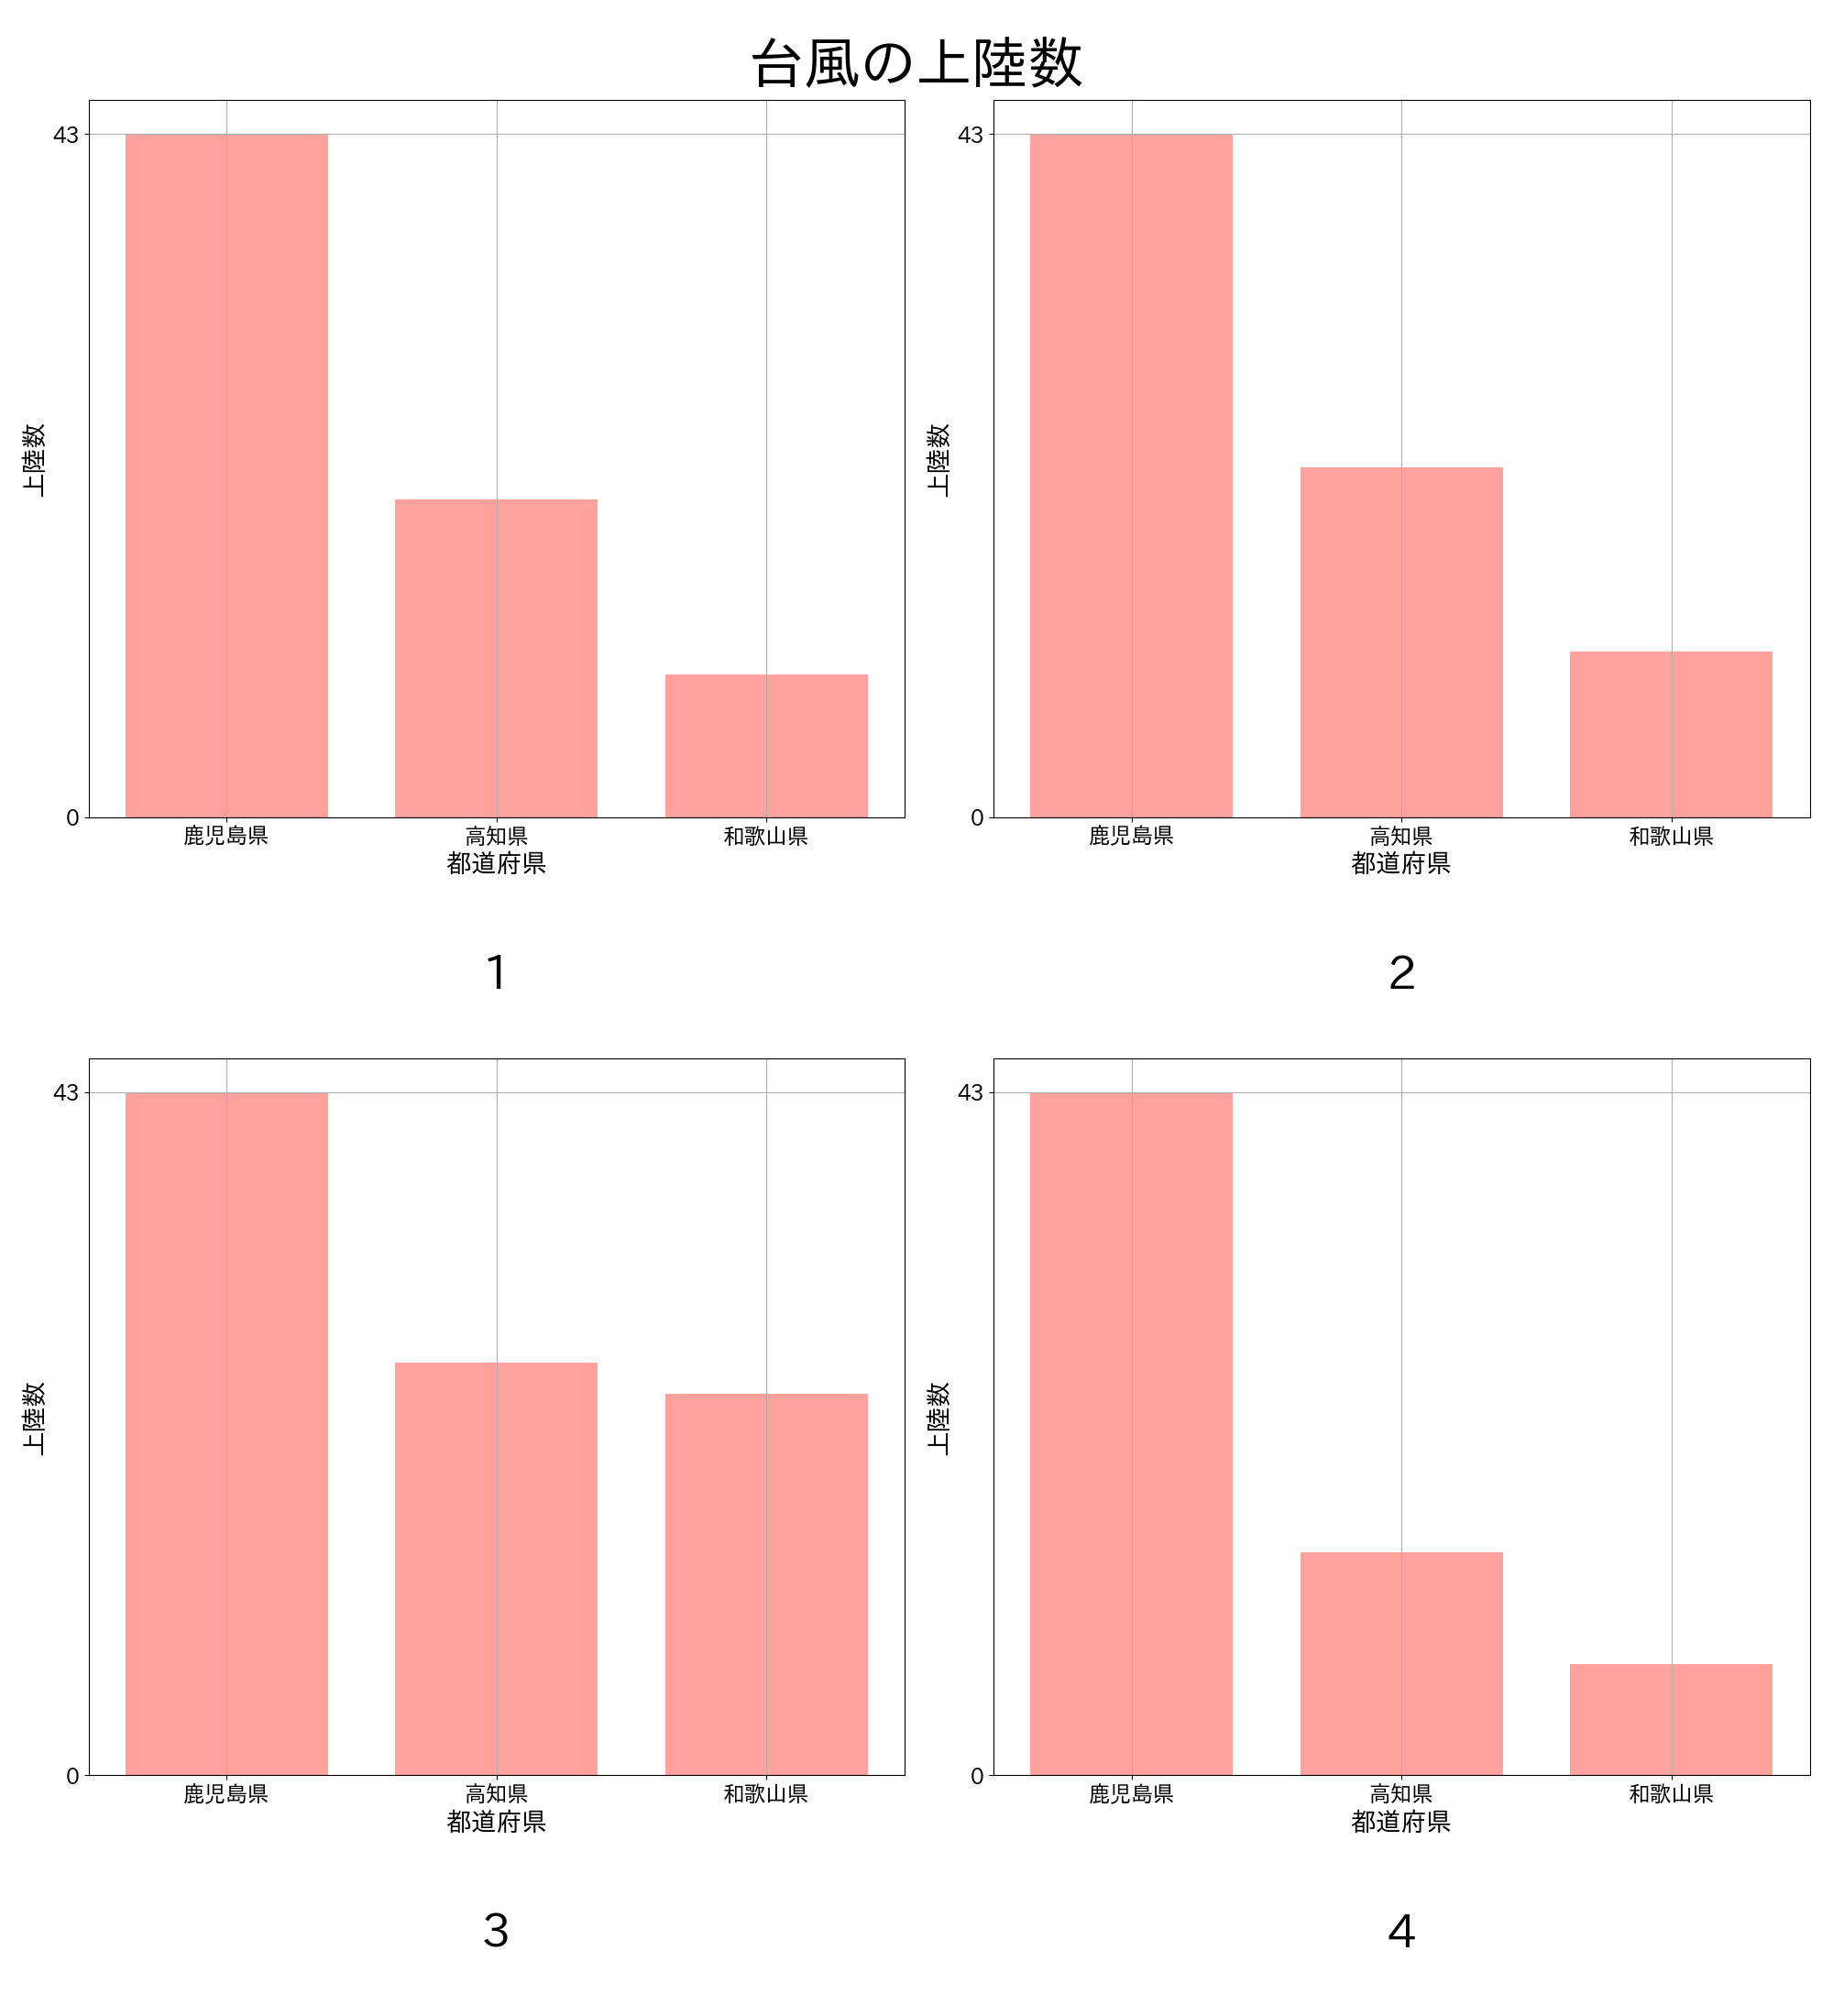 台風の上陸数
43
上陸数
0
鹿児島県 高知県 和歌山県
都道府県
1
43
上陸数
0
鹿児島県 高知県 和歌山県
都道府県
2
43
上陸数
0
鹿児島県 高知県 和歌山県
都道府県
3
43
上陸数
0
鹿児島県 高知県 和歌山県
都道府県
4